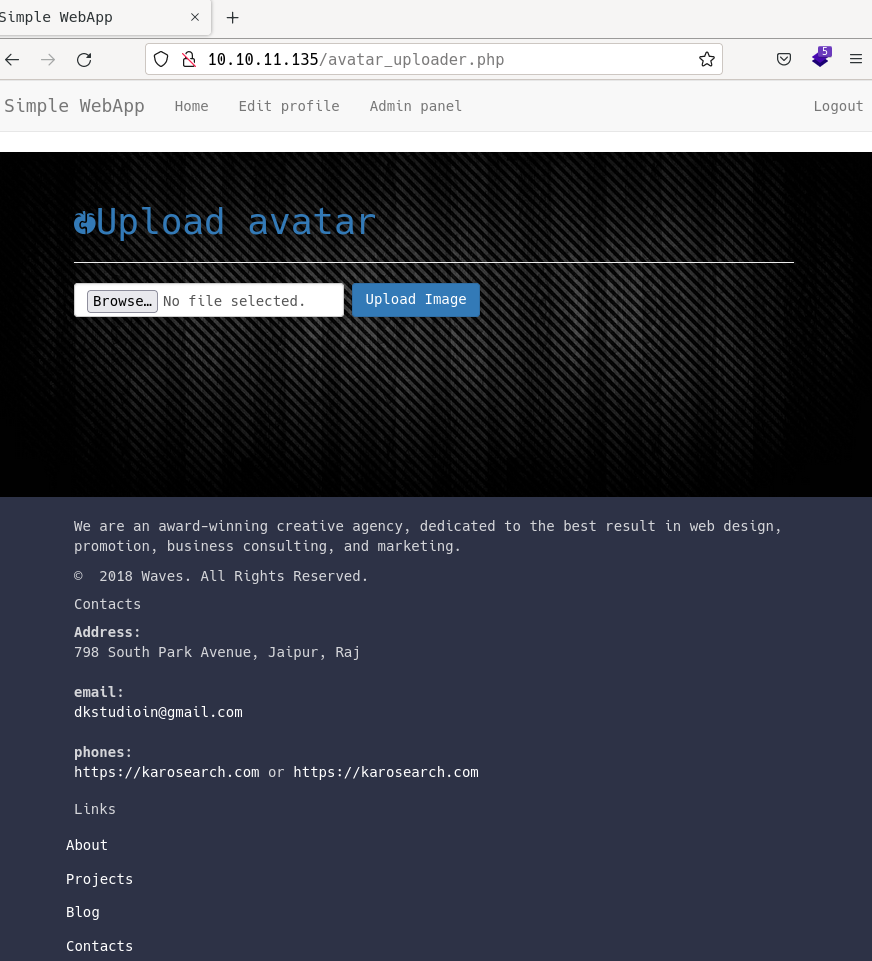 Simple WebApp
5
10.10.11.135/avatar_uploader.php
Simple WebApp Home Edit profile Admin panel Logout
Upload avatar
Browse… No file selected. Upload Image
We are an award-winning creative agency, dedicated to the best result in web design,
promotion, business consulting, and marketing.
© 2018 Waves. All Rights Reserved.
Contacts
Address:
798 South Park Avenue, Jaipur, Raj
email:
dkstudioin@gmail.com
phones:
https://karosearch.com or https://karosearch.com
Links
About
Projects
Blog
Contacts